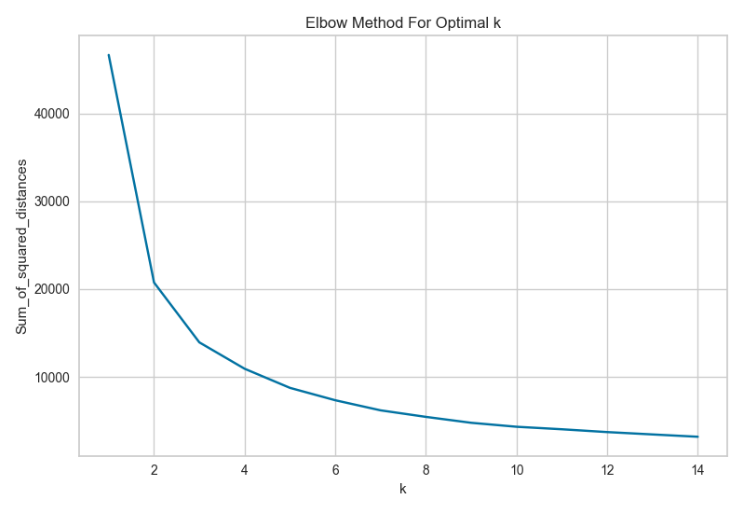 Elbow Method For Optimal k
Sum_of_squared_distances
40000
30000
20000
10000
2 4 6 8 10 12 14
k